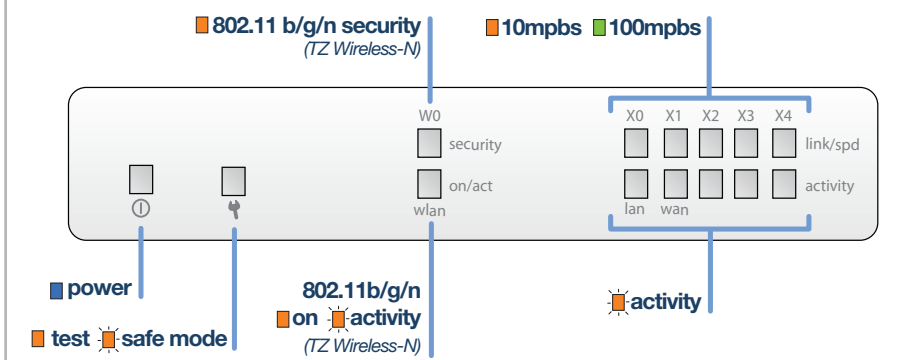 802.11 b/g/n security
(TZ Wireless-N)
10mpbs 100mpbs
W0
X0 X1 X2 X3 X4
security
link/spd
on/act
activity
wlan
lan wan
power
test safe mode
802.11b/g/n
on activity
(TZ Wireless-N)
activity